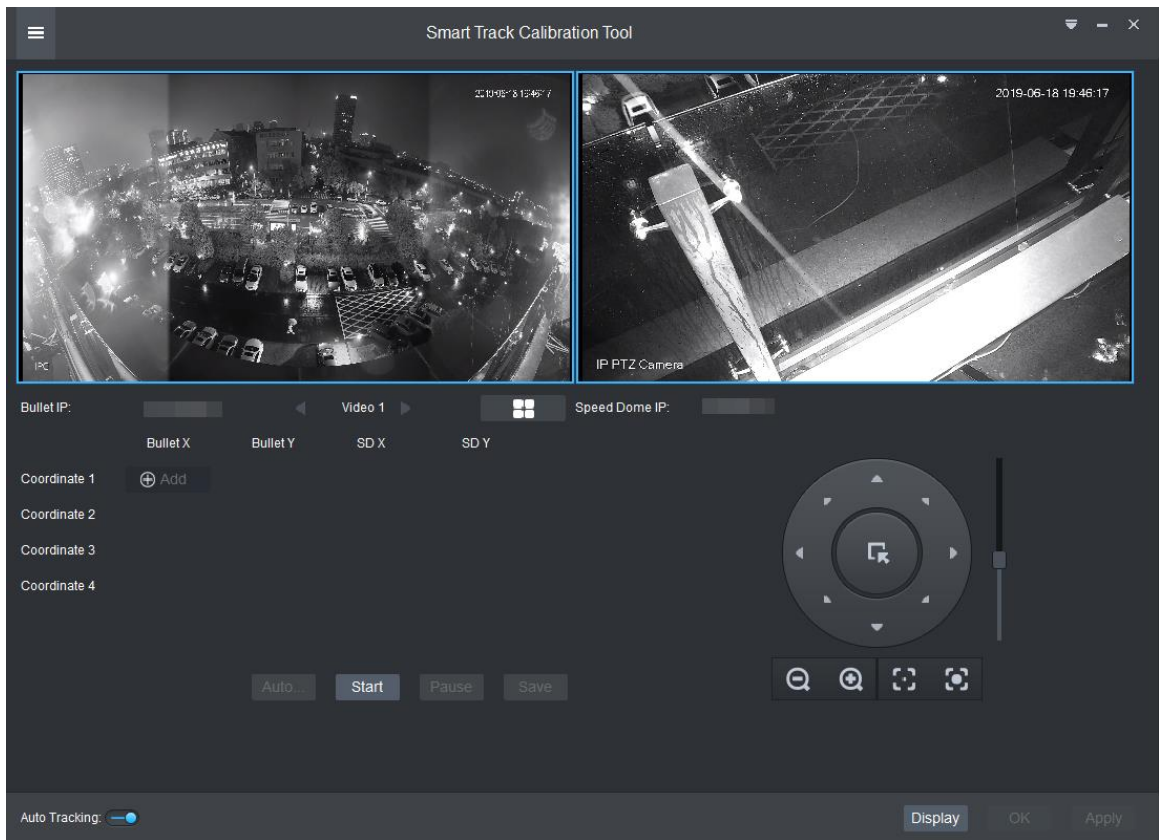 Smart Track Calibration Tool
2019-06-18 19:46:17
IPC
IP PTZ Camera
Bullet IP:
Video 1
Speed Dome IP:
Bullet X Bullet Y SD X SD Y
Coordinate 1 Add
Coordinate 2
Coordinate 3
Coordinate 4
Auto... Start Pause Save
Auto Tracking: Display OK Apply